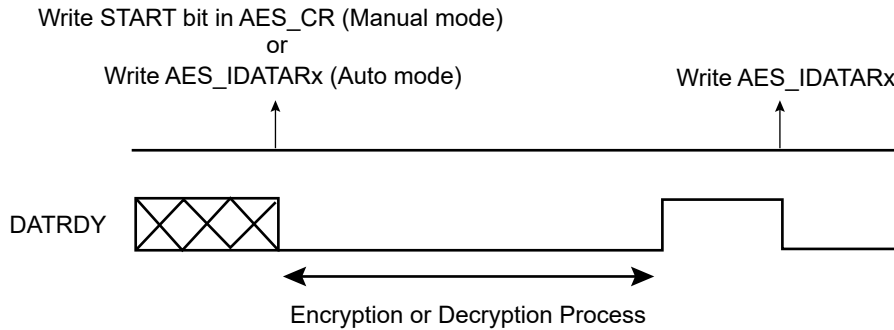 Write START bit in AES_CR (Manual mode)
or
Write AES_IDATARx (Auto mode)
Write AES_IDATARx
DATRDY
Encryption or Decryption Process